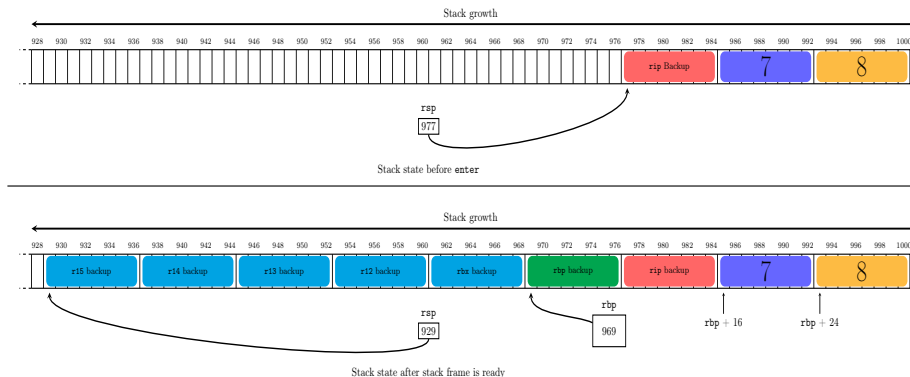 Stack growth
928 930 932 934 936 938 940 942 944 946 948 950 952 954 956 958 960 962 964 966 968 970 972 974 976 978 980 982 984 986 988 990 992 994 996 998 1000
rip Backup 7 8
rsp
977
Stack state before enter
Stack growth
928 930 932 934 936 938 940 942 944 946 948 950 952 954 956 958 960 962 964 966 968 970 972 974 976 978 980 982 984 986 988 990 992 994 996 998 1000
r15 backup r14 backup r13 backup r12 backup rbx backup rbp backup rip backup 7 8
rsp rbp
929 969 rbp + 16 rbp + 24
Stack state after stack frame is ready